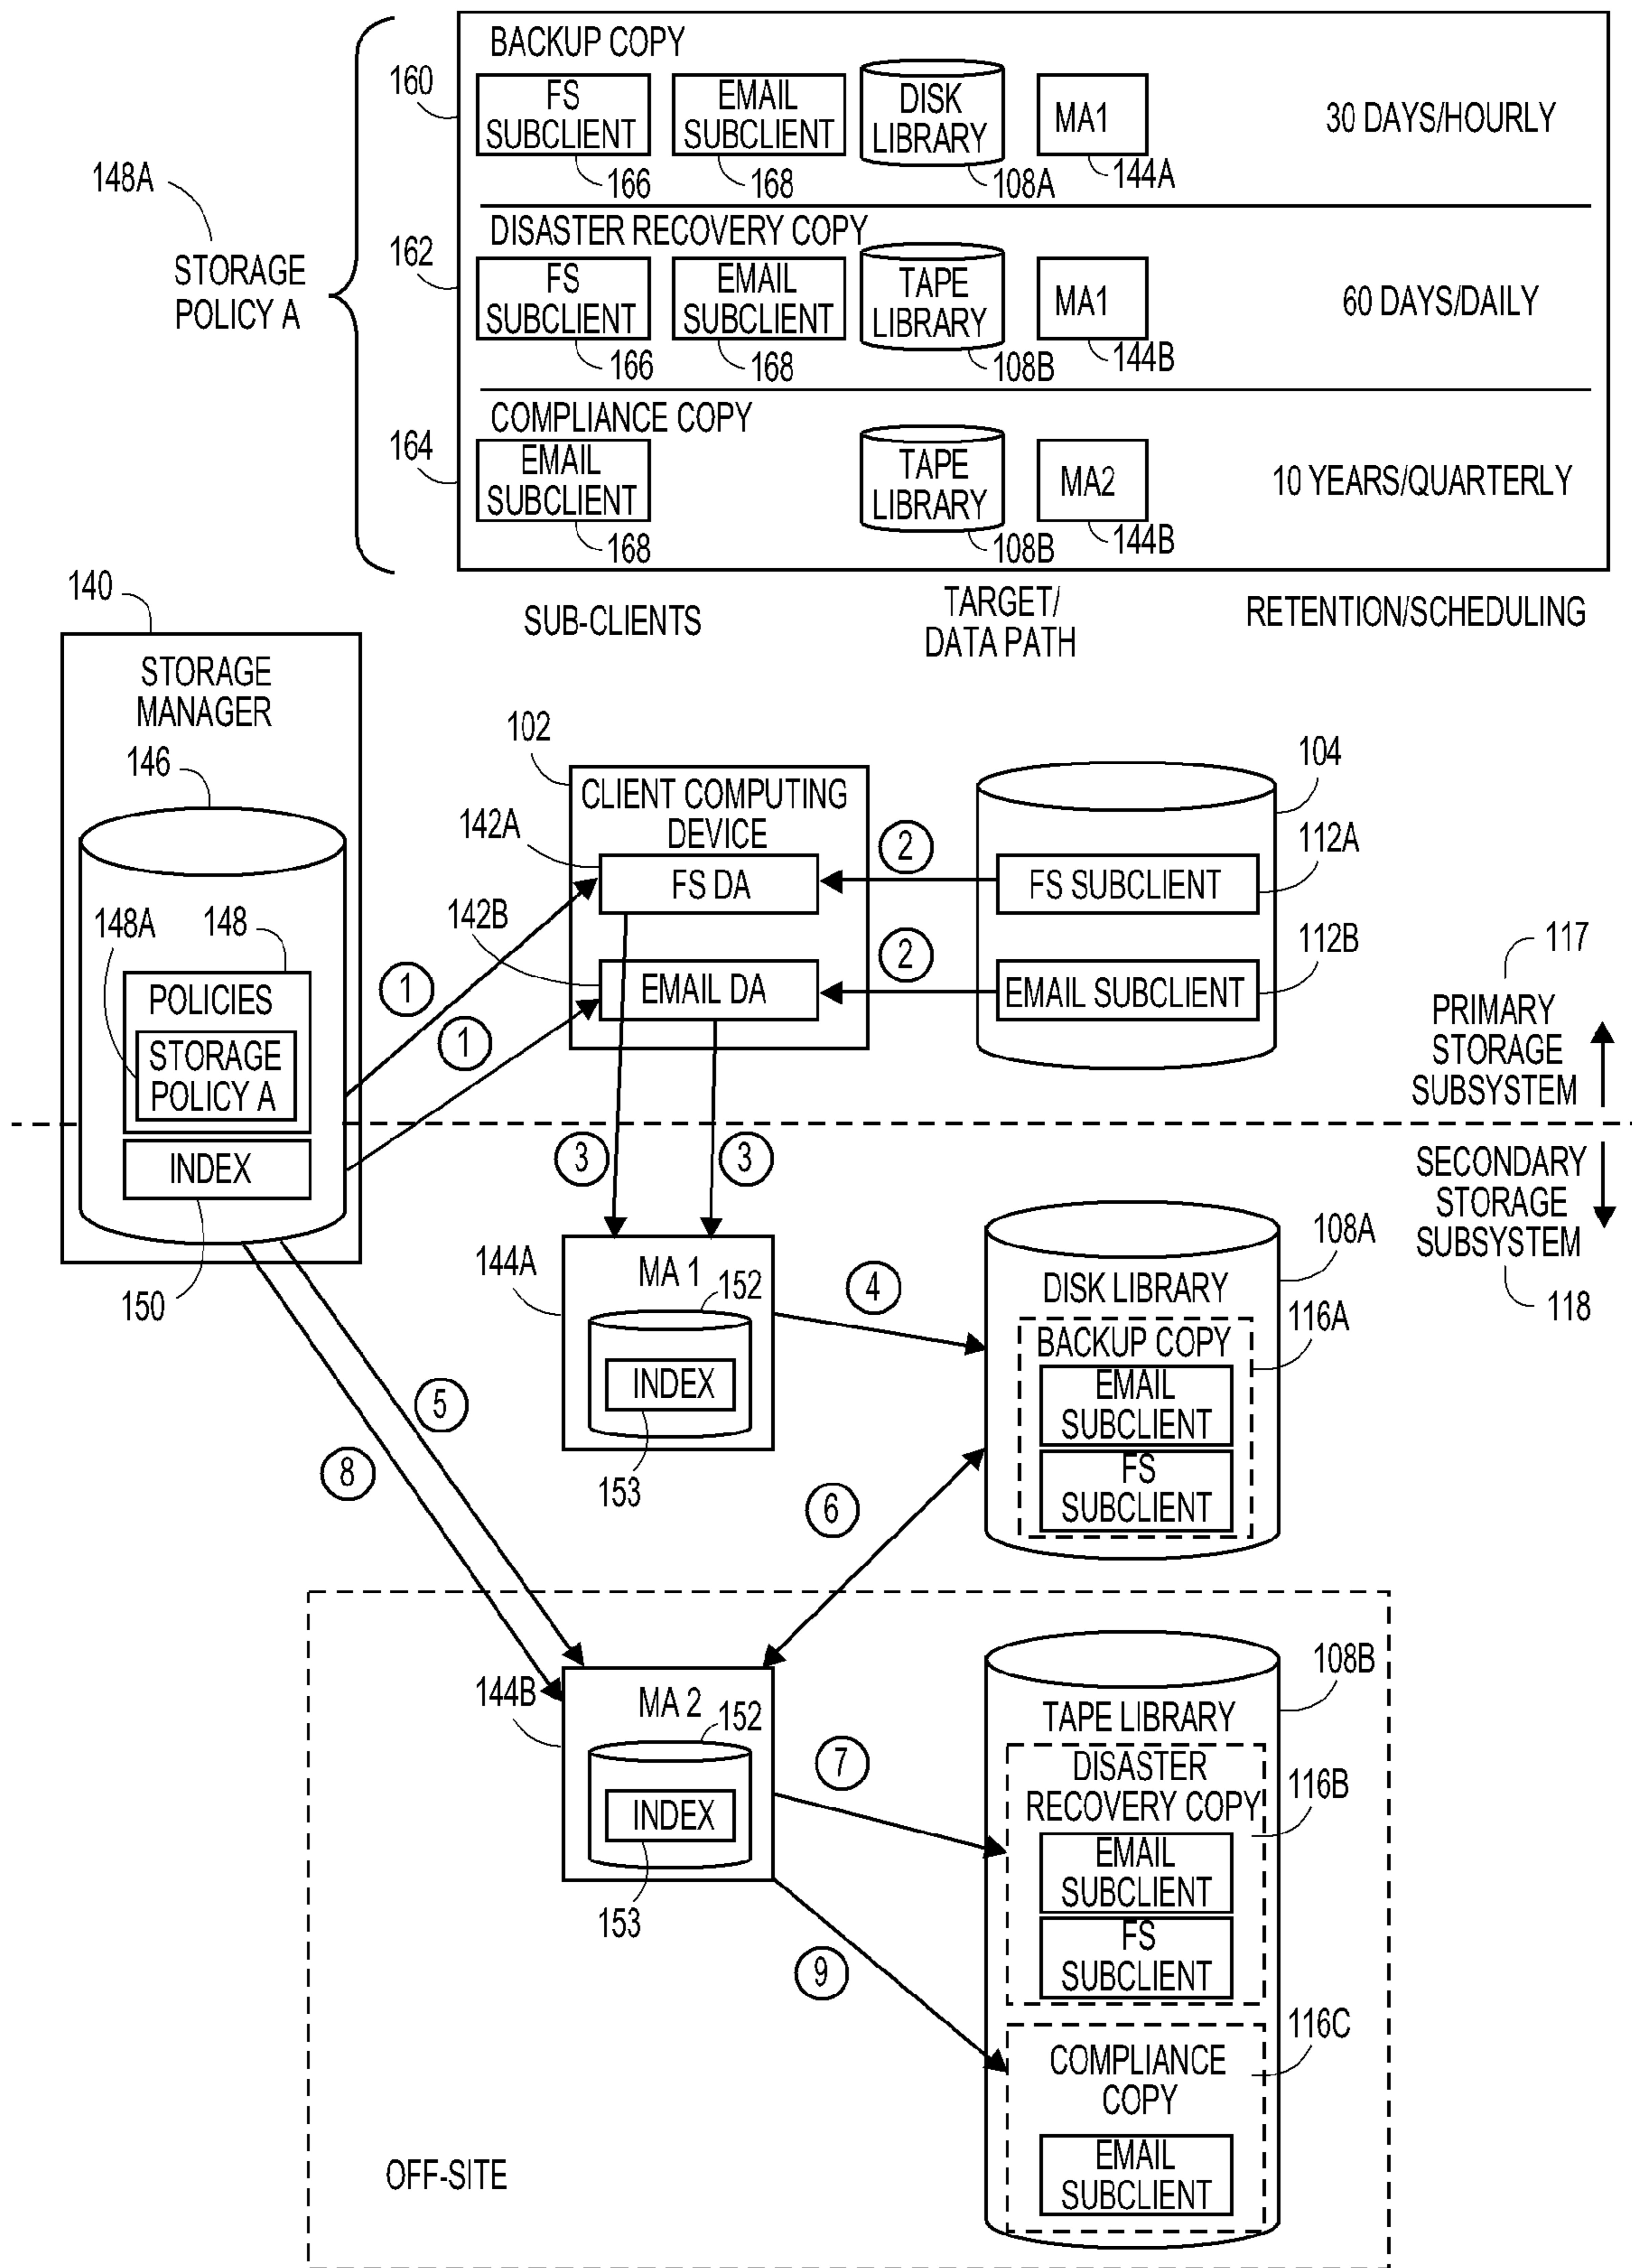 BACKUP COPY
160
FS
SUBCLIENT
166
EMAIL
SUBCLIENT
168
DISK
LIBRARY
108A
MA1
144A
30 DAYS/HOURLY
148A
STORAGE
POLICY A
DISASTER RECOVERY COPY
162
FS
SUBCLIENT
166
EMAIL
SUBCLIENT
168
TAPE
LIBRARY
108B
MA1
144B
60 DAYS/DAILY
COMPLIANCE COPY
164
EMAIL
SUBCLIENT
168
TAPE
LIBRARY
108B
MA2
144B
10 YEARS/QUARTERLY
SUB-CLIENTS
TARGET/
DATA PATH
RETENTION/SCHEDULING
140
STORAGE
MANAGER
146
148A
148
POLICIES
STORAGE
POLICY A
INDEX
150
1
1
102
CLIENT COMPUTING
DEVICE
142A
FS DA
142B
EMAIL DA
2
2
104
FS SUBCLIENT
112A
EMAIL SUBCLIENT
112B
117
PRIMARY
STORAGE
SUBSYSTEM
SECONDARY
STORAGE
SUBSYSTEM
118
3
3
144A
MA 1
152
INDEX
153
4
108A
DISK LIBRARY
116A
BACKUP COPY
EMAIL
SUBCLIENT
FS
SUBCLIENT
5
8
6
144B
MA 2
152
INDEX
153
7
9
108B
TAPE LIBRARY
DISASTER
RECOVERY COPY
116B
EMAIL
SUBCLIENT
FS
SUBCLIENT
116C
COMPLIANCE
COPY
EMAIL
SUBCLIENT
OFF-SITE